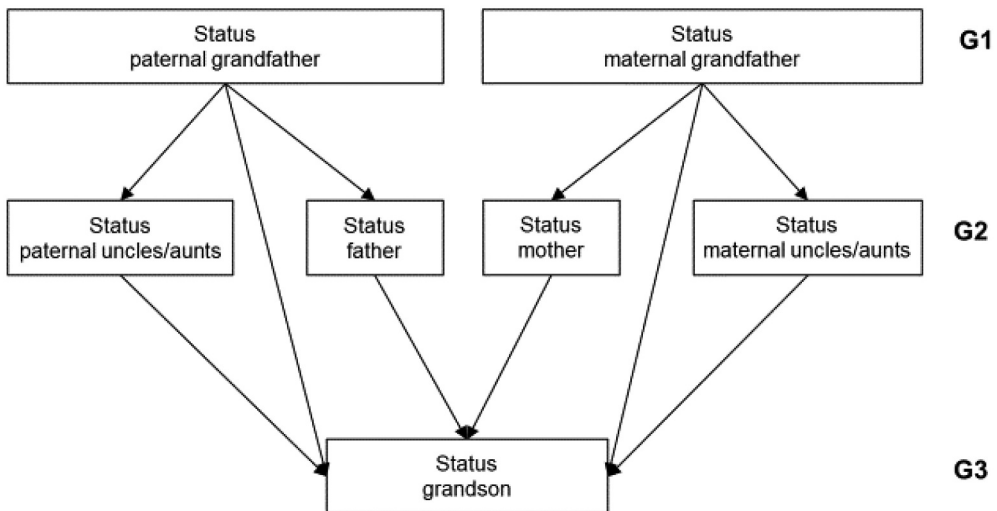 Status
paternal grandfather
Status
maternal grandfather
G1
Status
paternal uncles/aunts
Status
father
Status
mother
Status
maternal uncles/aunts
G2
Status
grandson
G3